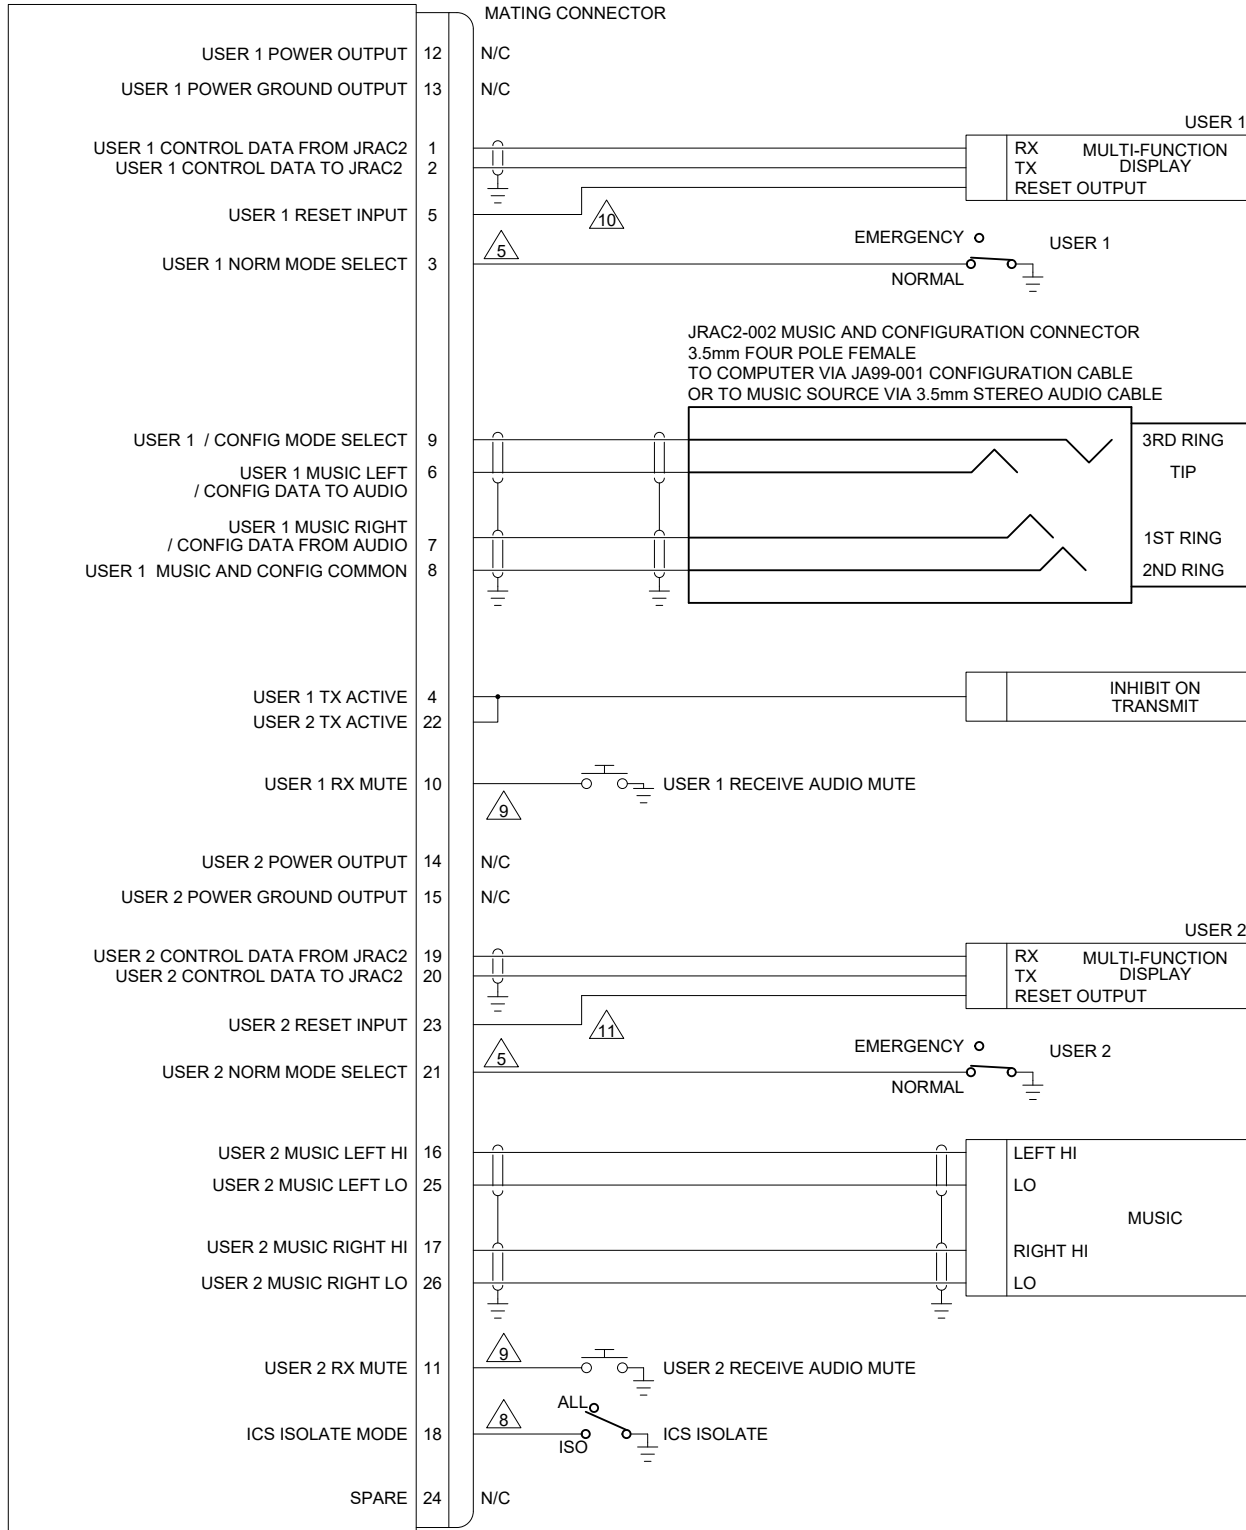 MATING CONNECTOR
USER 1 POWER OUTPUT 12 N/C
USER 1 POWER GROUND OUTPUT 13 N/C
USER 1
USER 1 CONTROL DATA FROM JRAC2 1 RX MULTI-FUNCTION
USER 1 CONTROL DATA TO JRAC2 2 TX DISPLAY
RESET OUTPUT
USER 1 RESET INPUT 5 10
EMERGENCY USER 1
5
USER 1 NORM MODE SELECT 3
NORMAL
JRAC2-002 MUSIC AND CONFIGURATION CONNECTOR
3.5mm FOUR POLE FEMALE
TO COMPUTER VIA JA99-001 CONFIGURATION CABLE
OR TO MUSIC SOURCE VIA 3.5mm STEREO AUDIO CABLE
USER 1 / CONFIG MODE SELECT 9 3RD RING
USER 1 MUSIC LEFT 6 TIP
/ CONFIG DATA TO AUDIO
USER 1 MUSIC RIGHT
/ CONFIG DATA FROM AUDIO 7 1ST RING
USER 1 MUSIC AND CONFIG COMMON 8 2ND RING
INHIBIT ON
USER 1 TX ACTIVE 4
TRANSMIT
USER 2 TX ACTIVE 22
USER 1 RX MUTE 10 USER 1 RECEIVE AUDIO MUTE
9
USER 2 POWER OUTPUT 14 N/C
USER 2 POWER GROUND OUTPUT 15 N/C
USER 2
USER 2 CONTROL DATA FROM JRAC2 19 RX MULTI-FUNCTION
USER 2 CONTROL DATA TO JRAC2 20 TX DISPLAY
RESET OUTPUT
USER 2 RESET INPUT 23 11
EMERGENCY USER 2
5
USER 2 NORM MODE SELECT 21
NORMAL
USER 2 MUSIC LEFT HI 16 LEFT HI
USER 2 MUSIC LEFT LO 25 LO
MUSIC
USER 2 MUSIC RIGHT HI 17 RIGHT HI
USER 2 MUSIC RIGHT LO 26 LO
9
USER 2 RX MUTE 11 USER 2 RECEIVE AUDIO MUTE
ALL
8
ICS ISOLATE MODE 18 ICS ISOLATE
ISO
SPARE 24 N/C